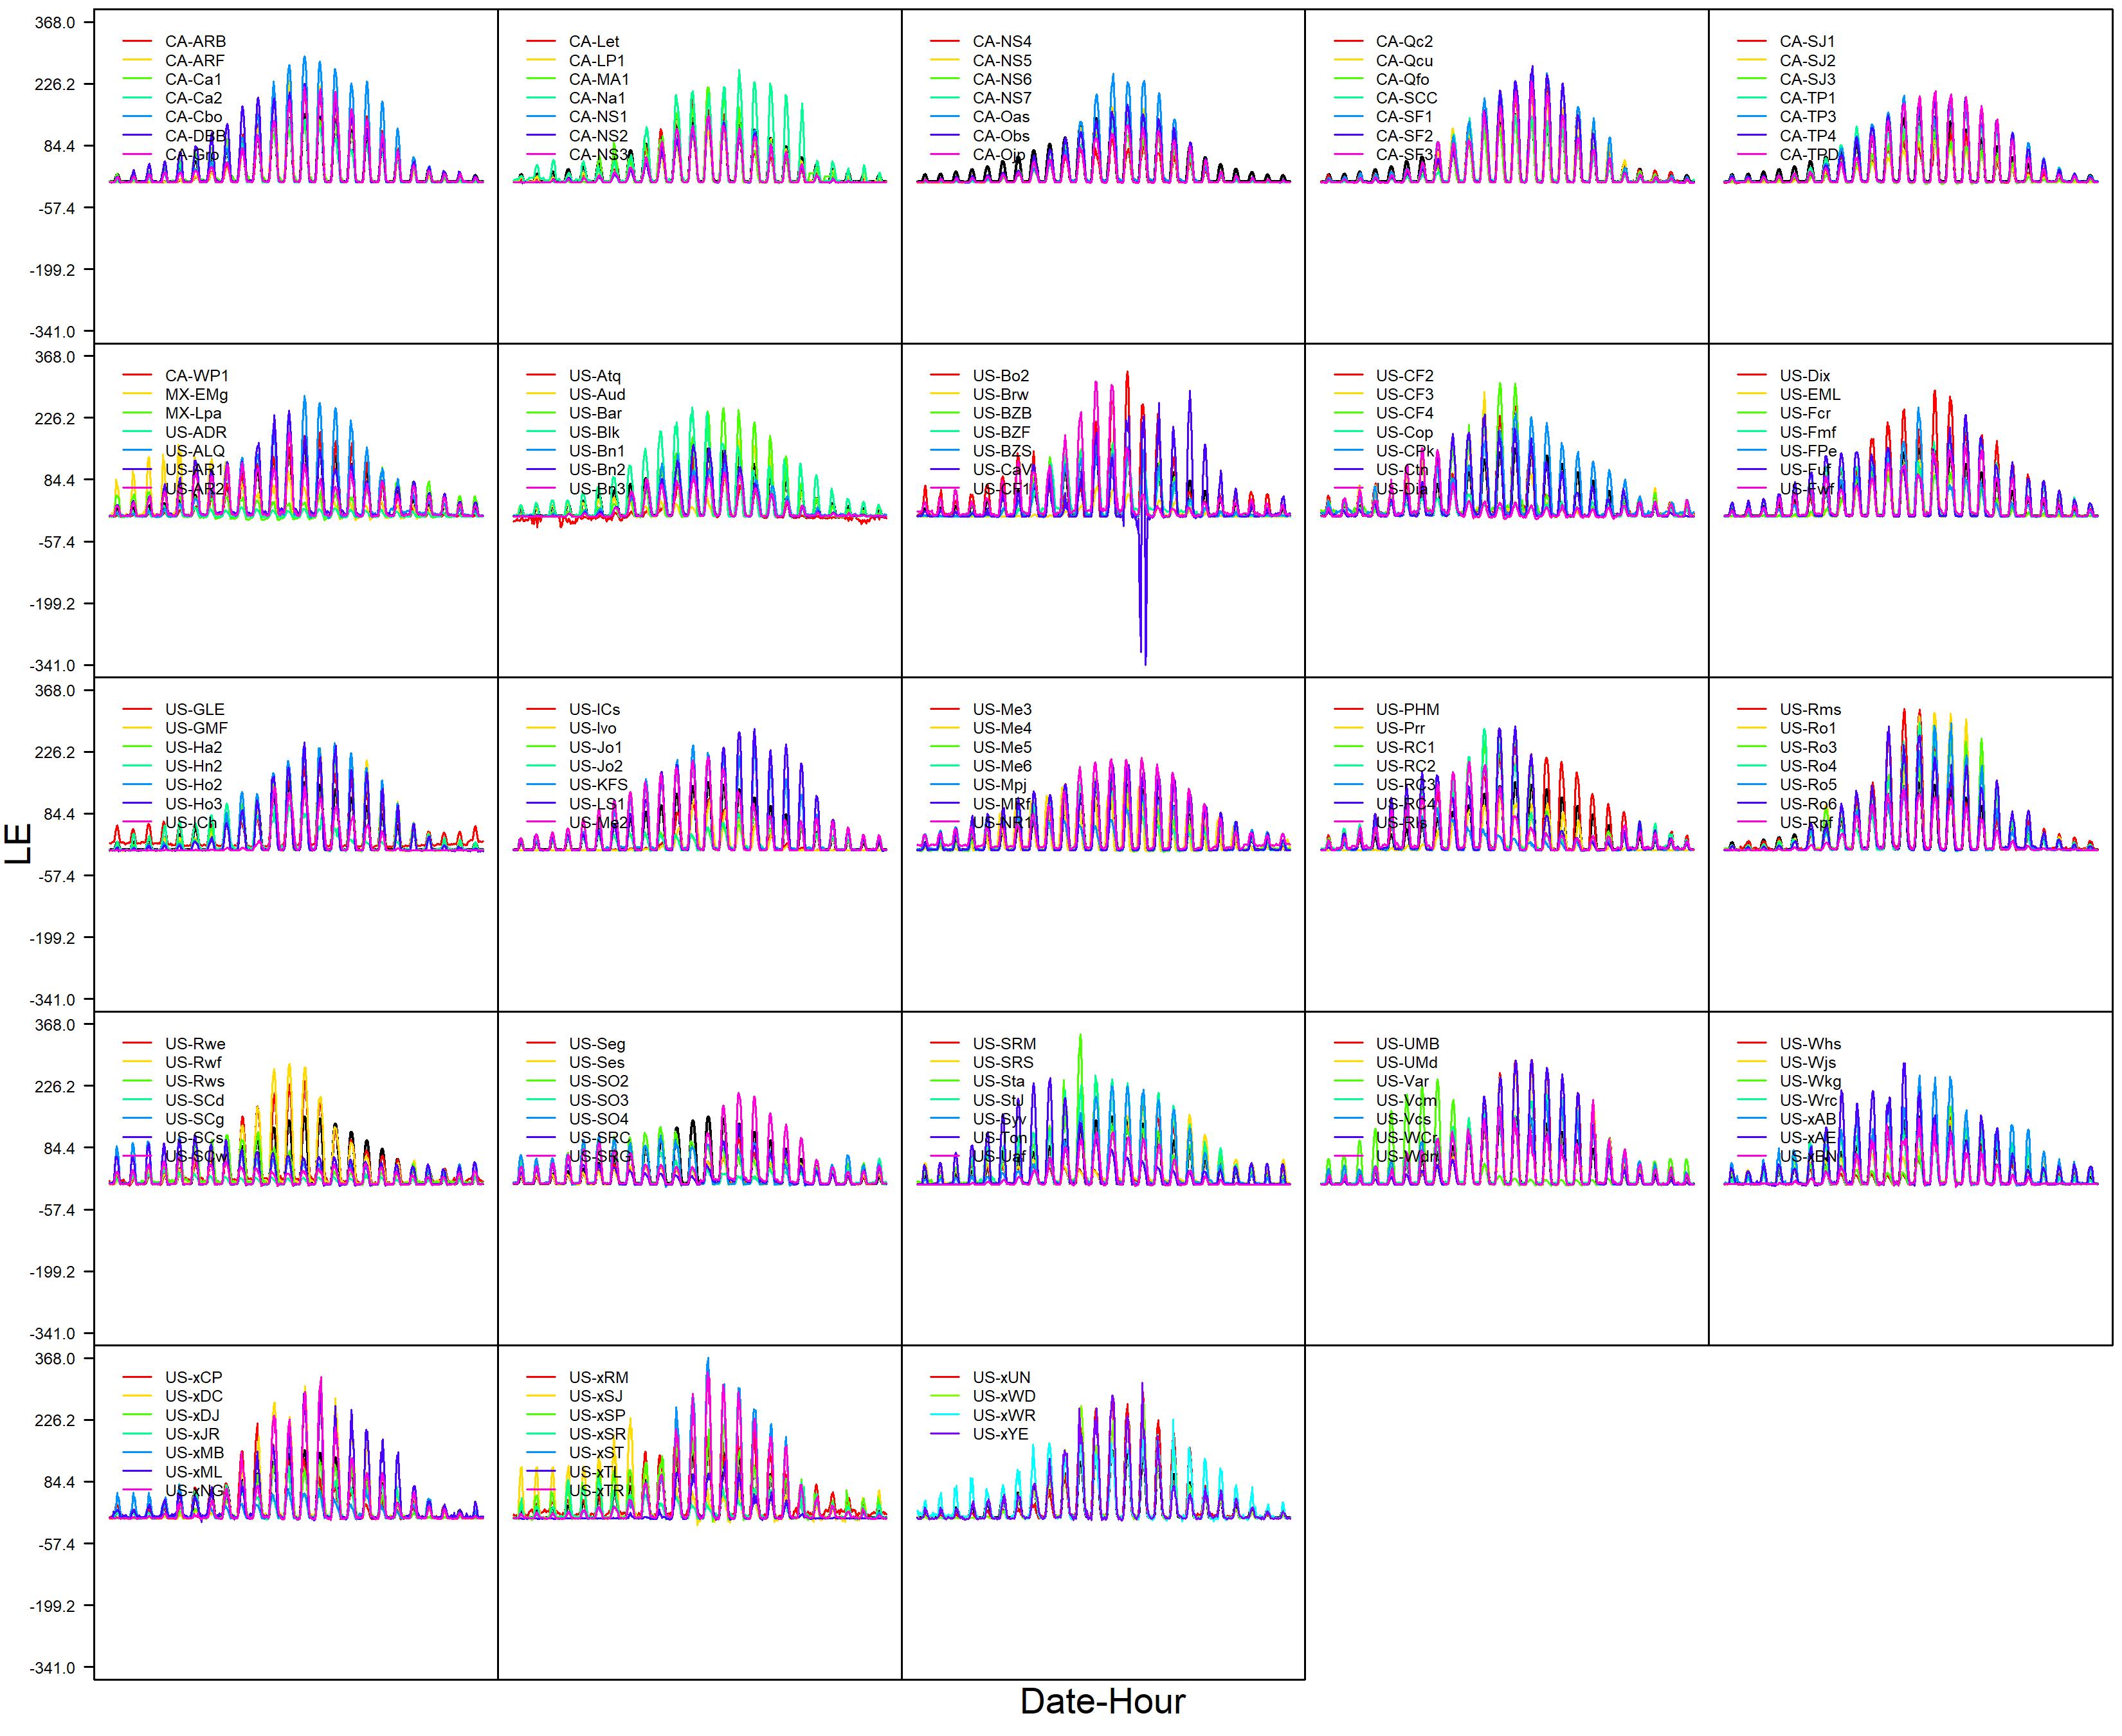 368.0
226.2
84.4
-57.4
-199.2
-341.0
CA-ARB
CA-ARF
CA-Ca1
CA-Ca2
CA-Cbo
CA-DBB
CA-Gro
CA-Let
CA-LP1
CA-MA1
CA-Na1
CA-NS1
CA-NS2
CA-NS3
CA-NS4
CA-NS5
CA-NS6
CA-NS7
CA-Oas
CA-Obs
CA-Ojp
CA-Qc2
CA-Qcu
CA-Qfo
CA-SCC
CA-SF1
CA-SF2
CA-SF3
CA-SJ1
CA-SJ2
CA-SJ3
CA-TP1
CA-TP3
CA-TP4
CA-TPD
368.0
226.2
84.4
-57.4
-199.2
-341.0
CA-WP1
MX-EMg
MX-Lpa
US-ADR
US-ALQ
US-AR1
US-AR2
US-Atq
US-Aud
US-Bar
US-Blk
US-Bn1
US-Bn2
US-Bn3
US-Bo2
US-Brw
US-BZB
US-BZF
US-BZS
US-CaV
US-CF1
US-CF2
US-CF3
US-CF4
US-Cop
US-CPk
US-Ctn
US-Dia
US-Dix
US-EML
US-Fcr
US-Fmf
US-FPe
US-Fuf
US-Fwf
368.0
226.2
84.4
-57.4
-199.2
-341.0
US-GLE
US-GMF
US-Ha2
US-Hn2
US-Ho2
US-Ho3
US-ICh
US-ICs
US-Ivo
US-Jo1
US-Jo2
US-KFS
US-LS1
US-Me2
US-Me3
US-Me4
US-Me5
US-Me6
US-Mpj
US-MRf
US-NR1
US-PHM
US-Prr
US-RC1
US-RC2
US-RC3
US-RC4
US-Rls
US-Rms
US-Ro1
US-Ro3
US-Ro4
US-Ro5
US-Ro6
US-Rpf
LE
368.0
226.2
84.4
-57.4
-199.2
-341.0
US-Rwe
US-Rwf
US-Rws
US-SCd
US-SCg
US-SCs
US-SCw
US-Seg
US-Ses
US-SO2
US-SO3
US-SO4
US-SRC
US-SRG
US-SRM
US-SRS
US-Sta
US-StJ
US-Syv
US-Ton
US-Uaf
US-UMB
US-UMd
US-Var
US-Vcm
US-Vcs
US-WCr
US-Wdn
US-Whs
US-Wjs
US-Wkg
US-Wrc
US-xAB
US-xAE
US-xBN
368.0
226.2
84.4
-57.4
-199.2
-341.0
US-xCP
US-xDC
US-xDJ
US-xJR
US-xMB
US-xML
US-xNG
US-xRM
US-xSJ
US-xSP
US-xSR
US-xST
US-xTL
US-xTR
US-xUN
US-xWD
US-xWR
US-xYE
Date-Hour